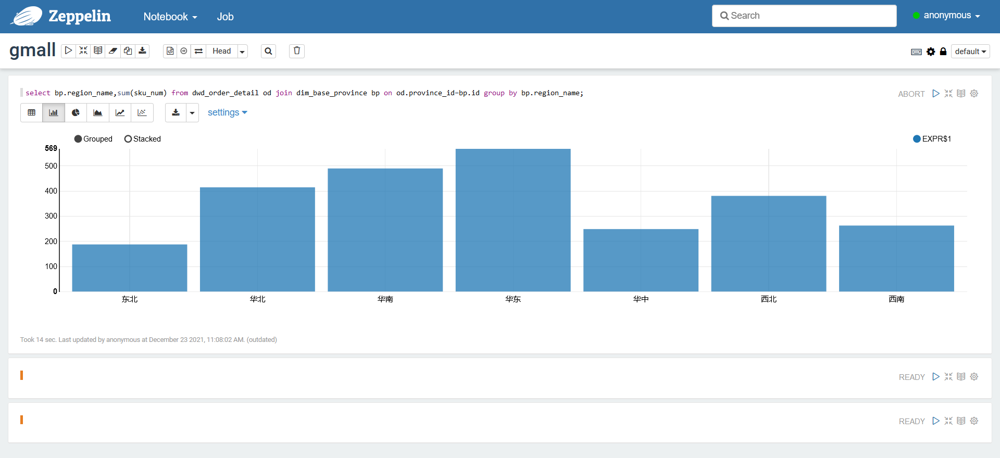 Zeppelin
Notebook
Job
Search
anonymous
gmall
Head
default
select bp.region_name,sum(sku_num) from dwd_order_detail od join dim_base_province bp on od.province_id=bp.id group by bp.region_name;
ABORT
settings
Grouped
Stacked
EXPR$1
569
500
400
300
200
100
0
东北
华北
华南
华东
华中
西北
西南
Took 14 sec. Last updated by anonymous at December 23 2021, 11:08:02 AM. (outdated)
READY
READY